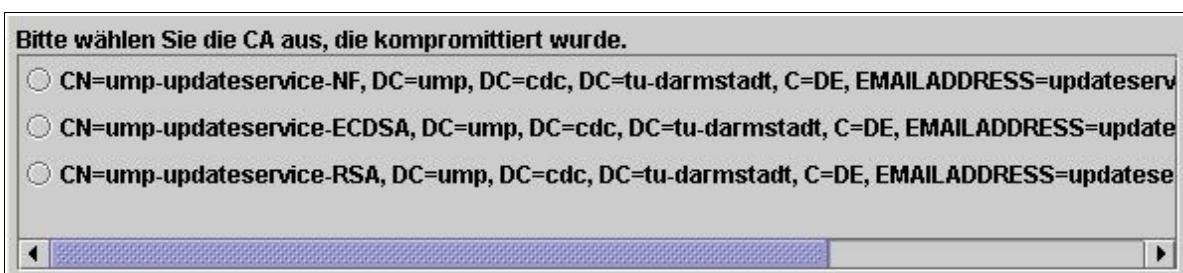 Bitte wählen Sie die CA aus, die kompromittiert wurde.
CN=ump-updateservice-NF, DC=ump, DC=cdc, DC=tu-darmstadt, C=DE, EMAILADDRESS=updateserv
CN=ump-updateservice-ECDSA, DC=ump, DC=cdc, DC=tu-darmstadt, C=DE, EMAILADDRESS=update
CN=ump-updateservice-RSA, DC=ump, DC=cdc, DC=tu-darmstadt, C=DE, EMAILADDRESS=updatese